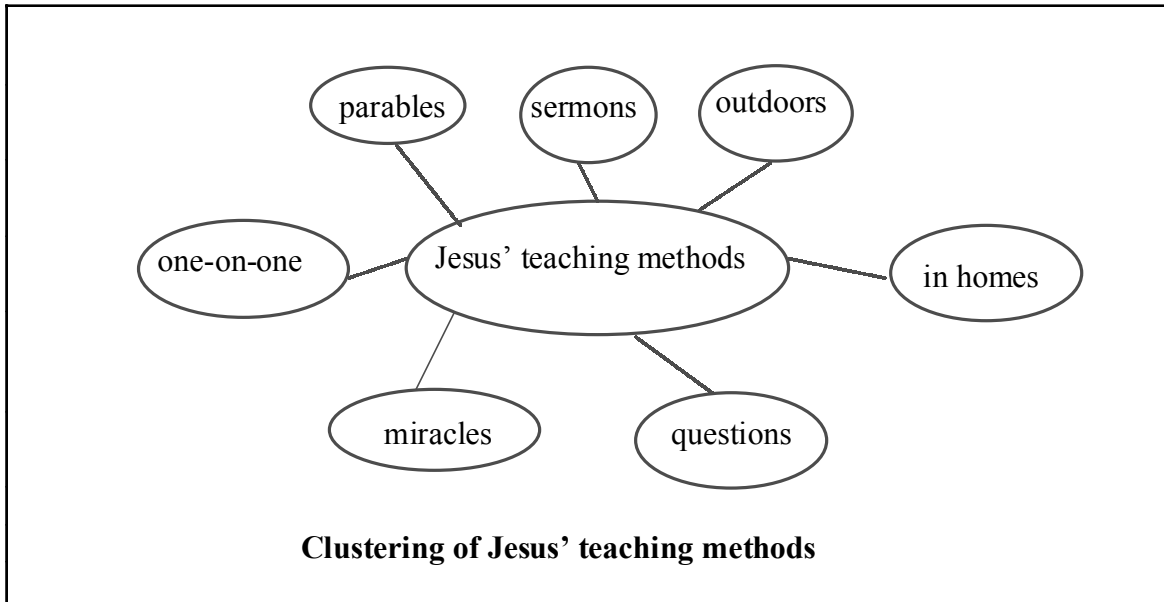 parables
sermons
outdoors
one-on-one
Jesus’ teaching methods
in homes
miracles
questions
Clustering of Jesus’ teaching methods